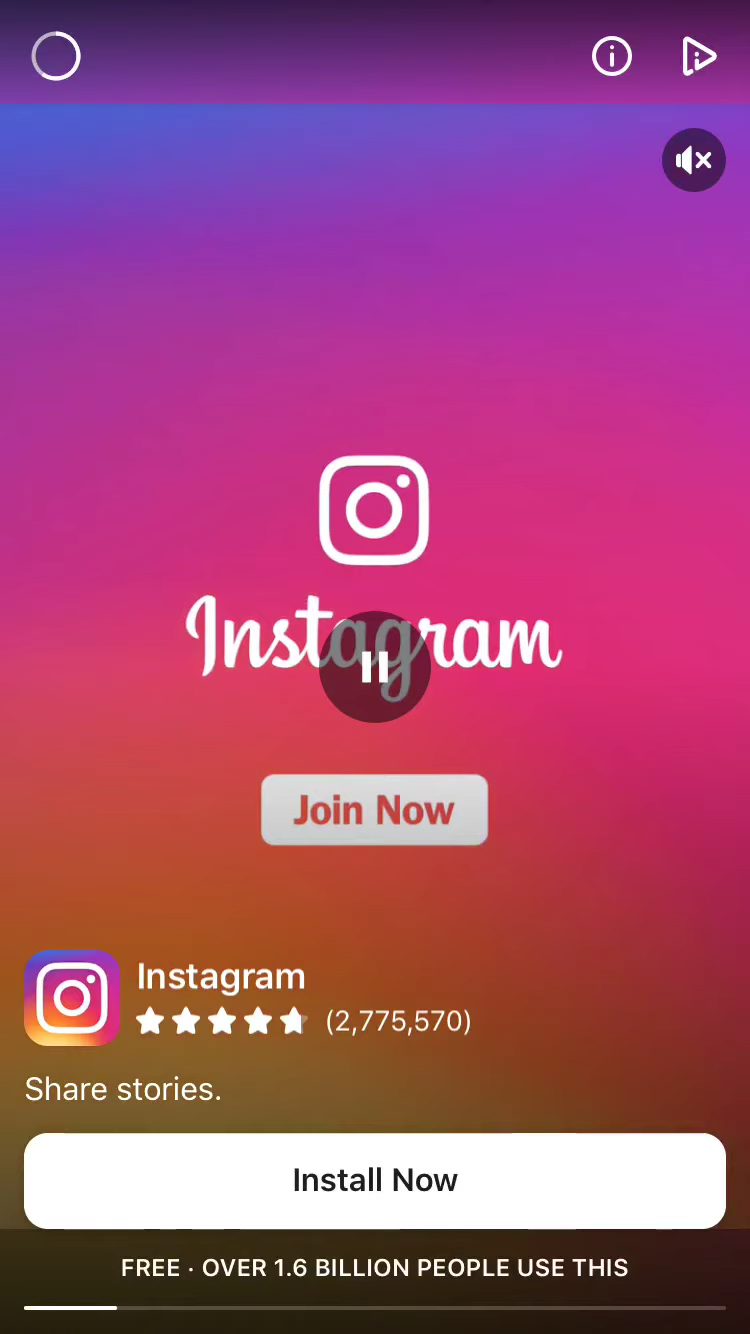 Instagram
Join Now
Instagram
(2,775,570)
Share stories.
Install Now
FREE · OVER 1.6 BILLION PEOPLE USE THIS